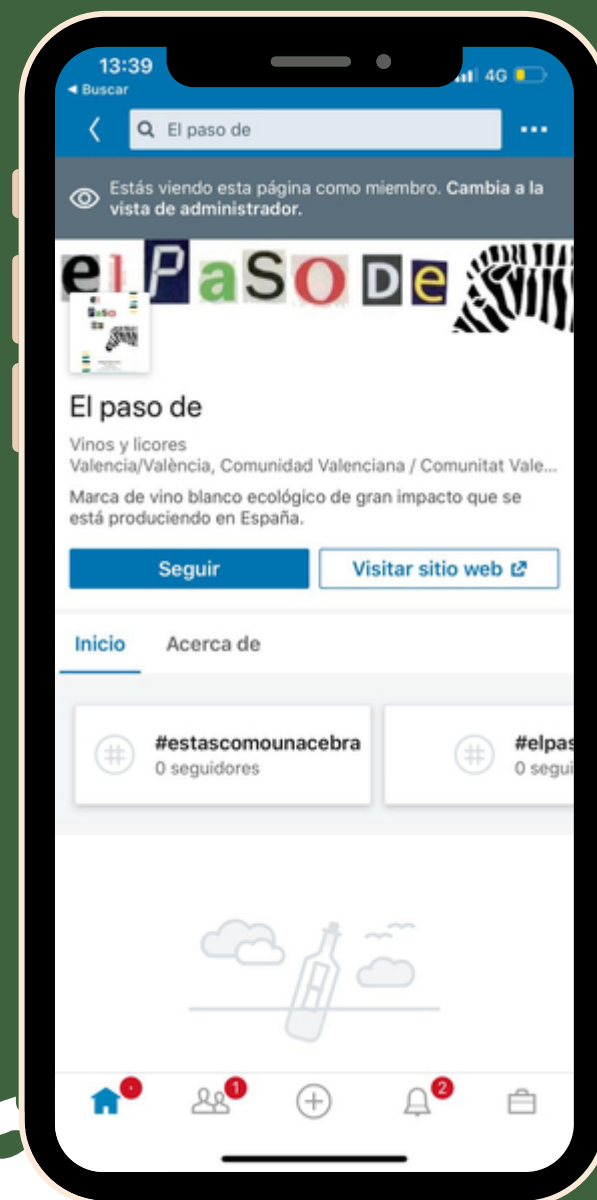 13:39
4G
Buscar
El paso de
Estás viendo esta página como miembro. Cambia a la
vista de administrador.
elPaSoDe
el
Paso
De
El paso de
Vinos y licores
Valencia/València, Comunidad Valenciana / Comunitat Vale...
Marca de vino blanco ecológico de gran impacto que se
está produciendo en España.
Seguir
Visitar sitio web
Inicio
Acerca de
#estascomounacebra
0 seguidores
#elpas
0 segui
1
2